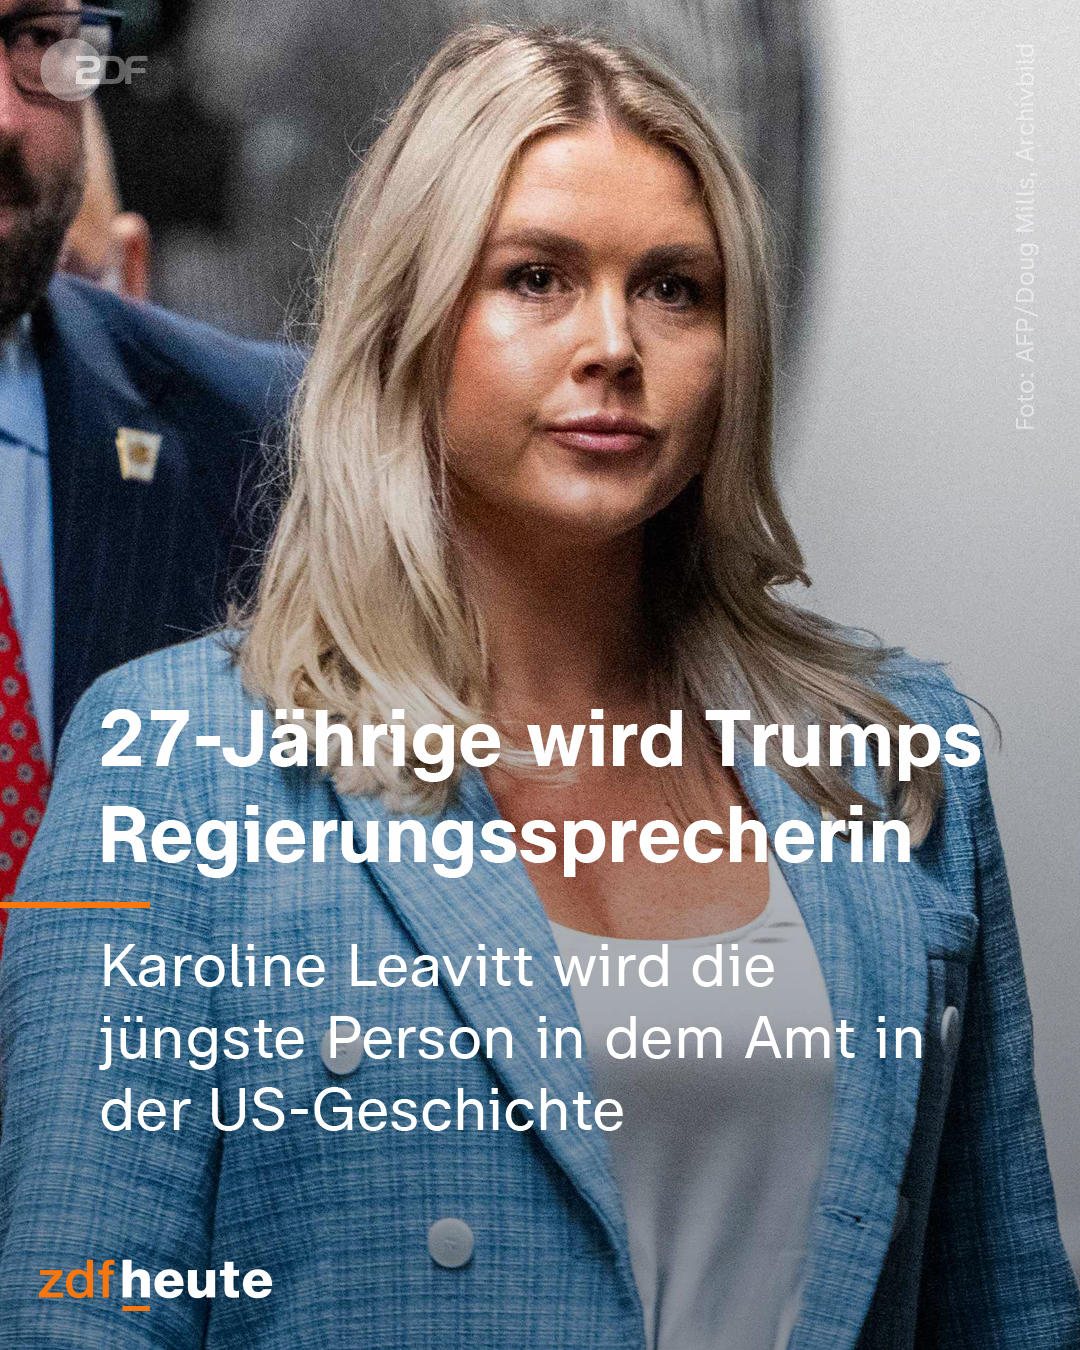 ZDF
Foto: AFP/Doug Mills, Archivbild
27-Jährige wird Trumps
Regierungssprecherin
Karoline Leavitt wird die
jüngste Person in dem Amt in
der US-Geschichte
zdfheute